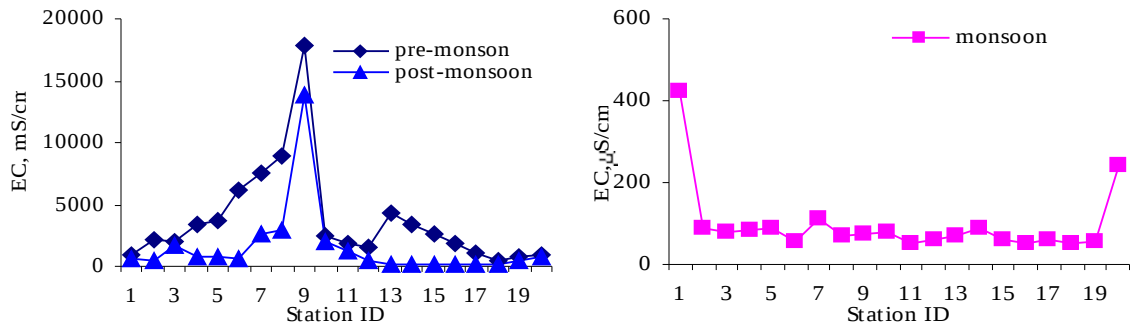 20000
15000
10000
5000
0
EC, mS/cm
pre-monson
post-monsoon
1 3 5 7 9 11 13 15 17 19
Station ID
600
400
200
0
EC, µS/cm
monsoon
1 3 5 7 9 11 13 15 17 19
Station ID